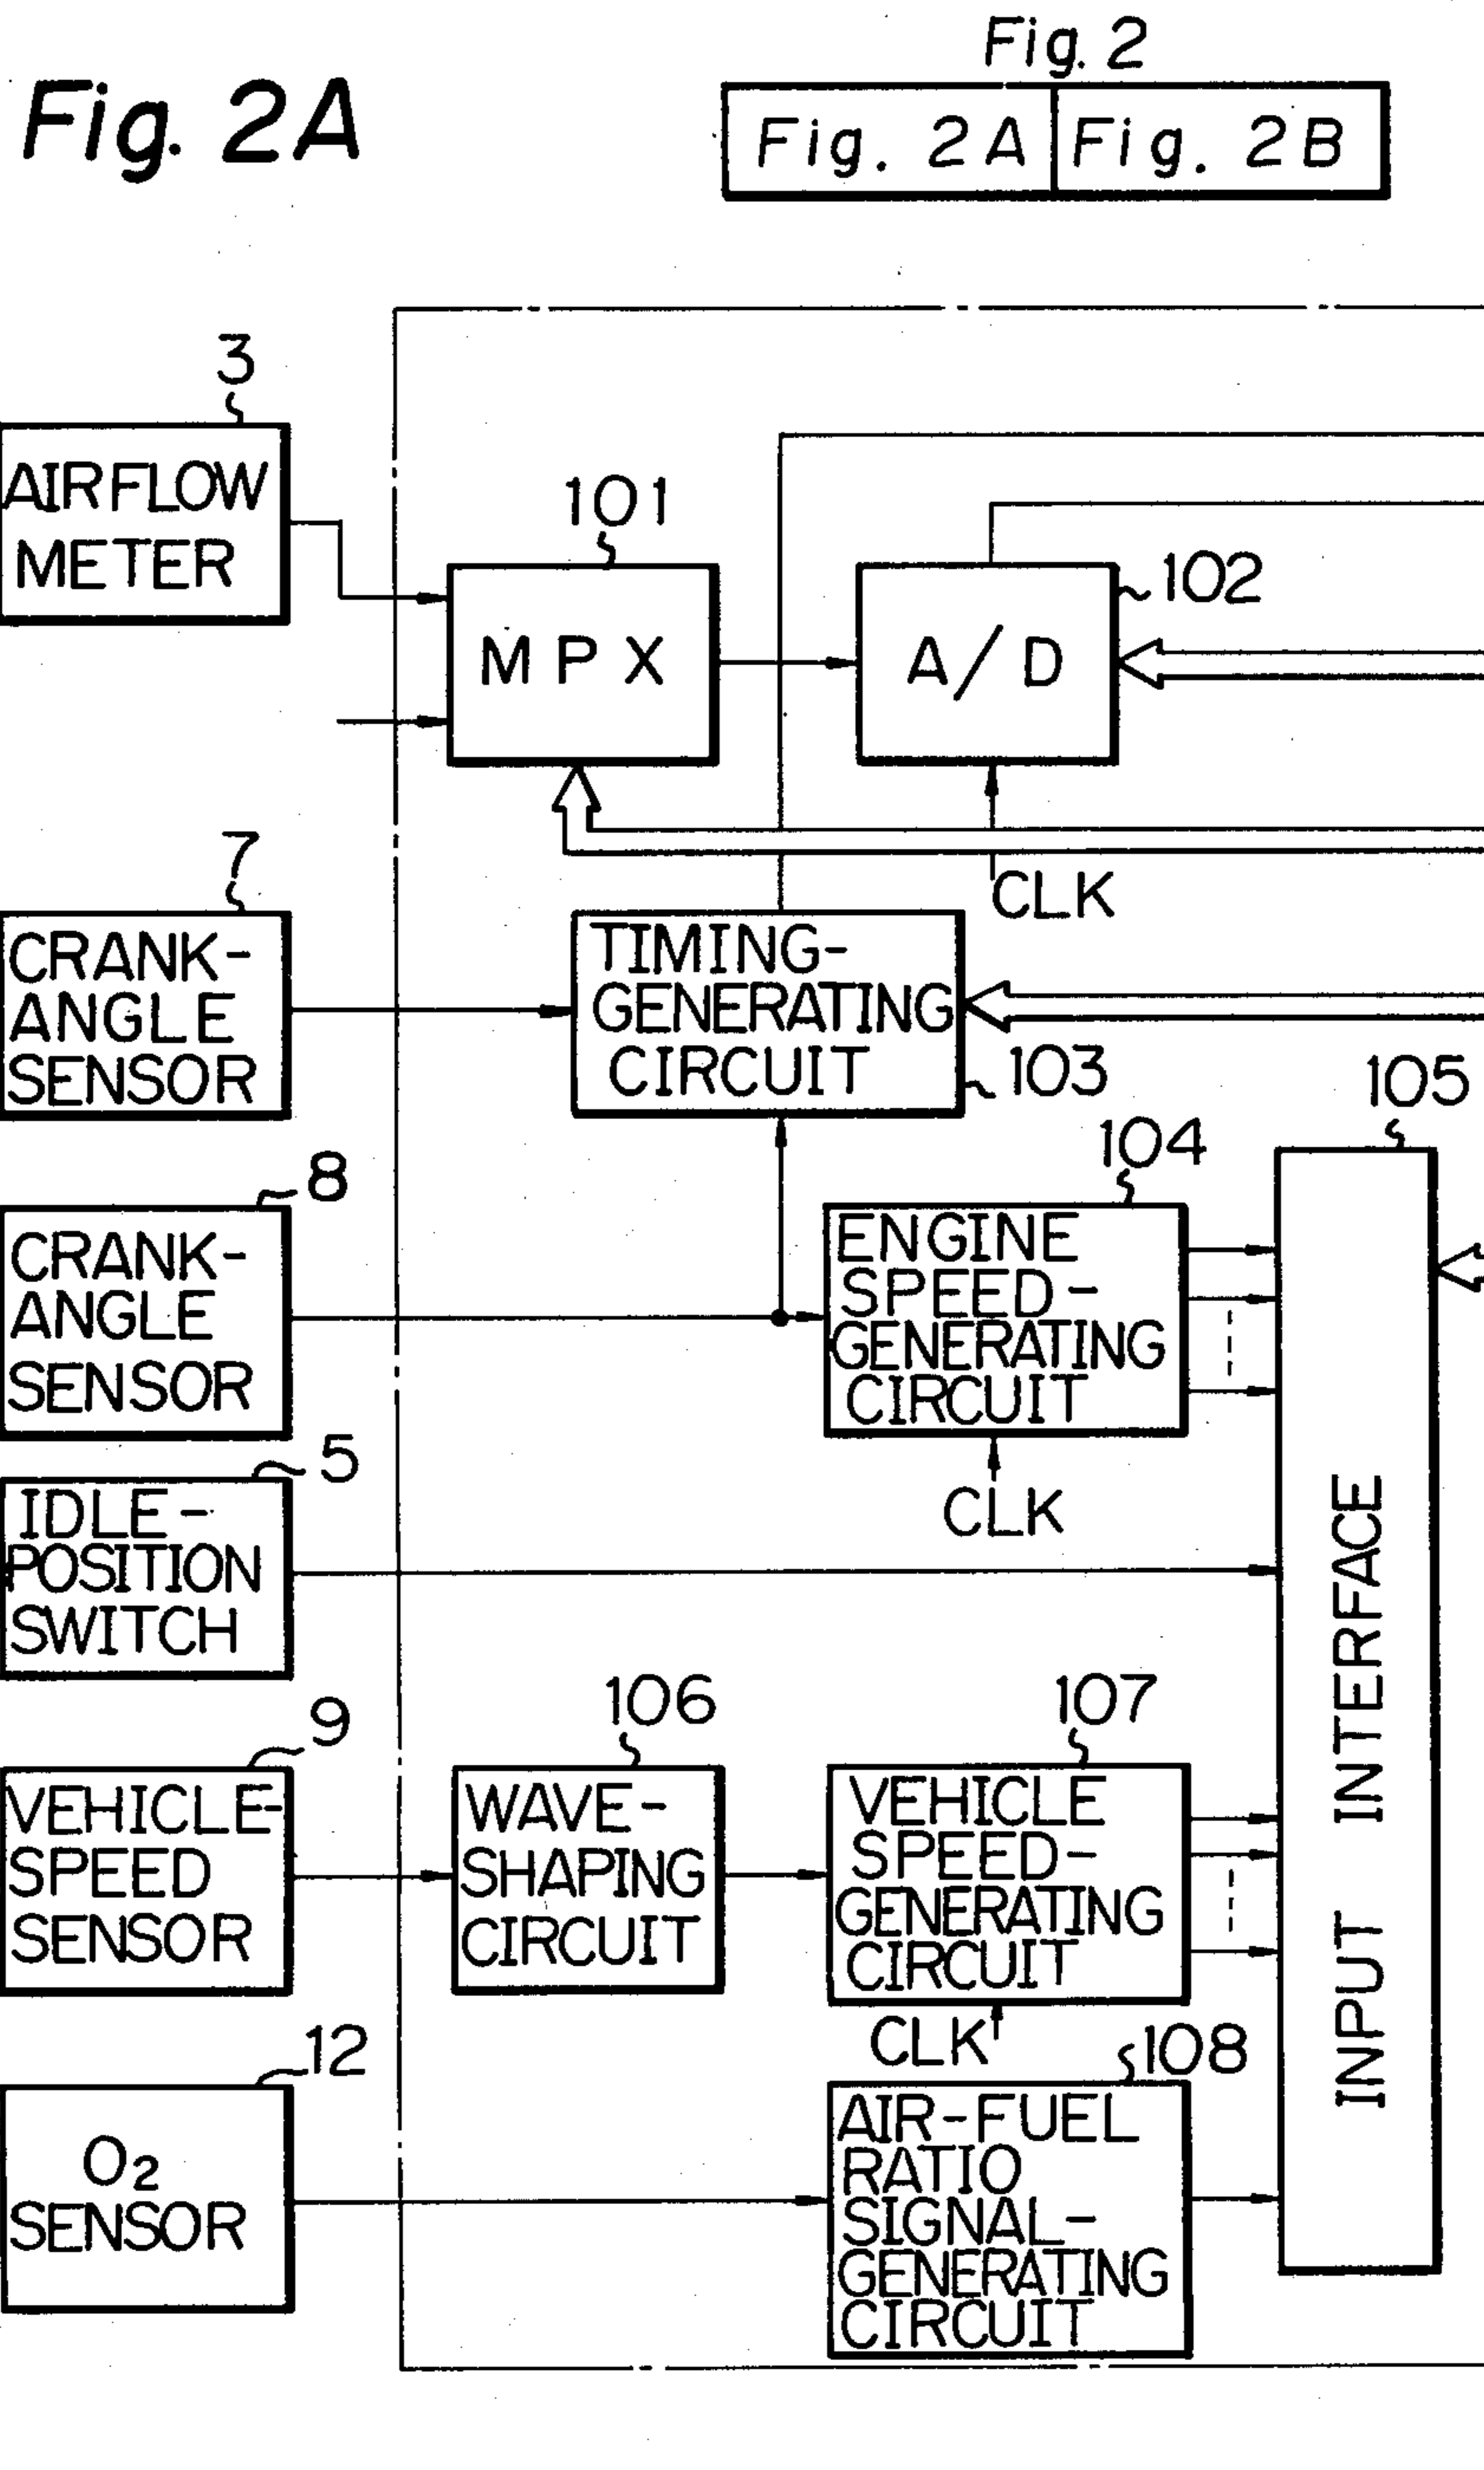 Fig. 2A
Fig. 2
Fig. 2A
Fig. 2B
3
AIRFLOW
METER
101
MPX
102
A/D
CLK
7
CRANK-
ANGLE
SENSOR
TIMING-
GENERATING
CIRCUIT
103
8
CRANK-
ANGLE
SENSOR
104
ENGINE
SPEED-
GENERATING
CIRCUIT
CLK
105
INPUT INTERFACE
5
IDLE-
POSITION
SWITCH
9
VEHICLE-
SPEED
SENSOR
106
WAVE-
SHAPING
CIRCUIT
107
VEHICLE
SPEED-
GENERATING
CIRCUIT
CLK
12
O2
SENSOR
108
AIR-FUEL
RATIO
SIGNAL-
GENERATING
CIRCUIT